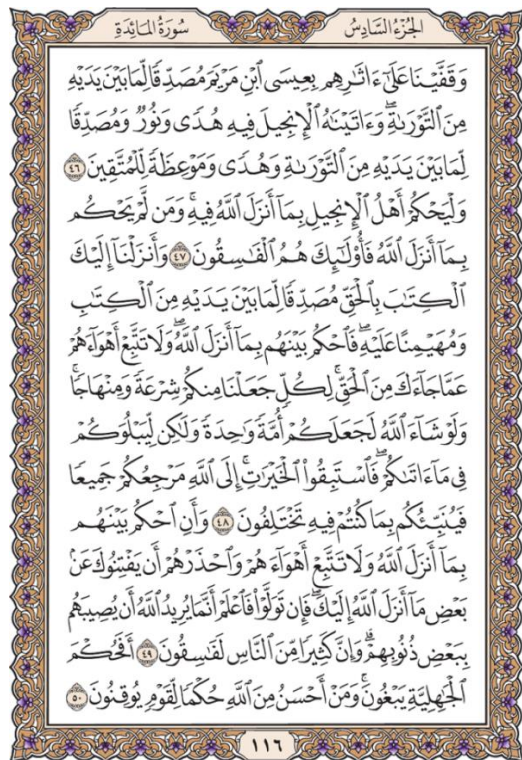 الجُزْءُ السَّادِسُ سُورَةُ المَائِدَةِ
وَقَفَّيْنَا عَلَىٰٓ ءَاثَٰرِهِم بِعِيسَى ٱبْنِ مَرْيَمَ مُصَدِّقًا لِّمَا بَيْنَ يَدَيْهِ
مِنَ ٱلتَّوْرَىٰةِۖ وَءَاتَيْنَٰهُ ٱلْإِنجِيلَ فِيهِ هُدًى وَنُورٌ وَمُصَدِّقًا
لِّمَا بَيْنَ يَدَيْهِ مِنَ ٱلتَّوْرَىٰةِ وَهُدًى وَمَوْعِظَةً لِّلْمُتَّقِينَ ٤٦
وَلْيَحْكُمْ أَهْلُ ٱلْإِنجِيلِ بِمَآ أَنزَلَ ٱللَّهُ فِيهِۚ وَمَن لَّمْ يَحْكُم
بِمَآ أَنزَلَ ٱللَّهُ فَأُو۟لَٰٓئِكَ هُمُ ٱلْفَٰسِقُونَ ٤٧ وَأَنزَلْنَآ إِلَيْكَ
ٱلْكِتَٰبَ بِٱلْحَقِّ مُصَدِّقًا لِّمَا بَيْنَ يَدَيْهِ مِنَ ٱلْكِتَٰبِ
وَمُهَيْمِنًا عَلَيْهِۖ فَٱحْكُم بَيْنَهُم بِمَآ أَنزَلَ ٱللَّهُۖ وَلَا تَتَّبِعْ أَهْوَآءَهُمْ
عَمَّا جَآءَكَ مِنَ ٱلْحَقِّۚ لِكُلٍّ جَعَلْنَا مِنكُمْ شِرْعَةً وَمِنْهَاجًاۚ
وَلَوْ شَآءَ ٱللَّهُ لَجَعَلَكُمْ أُمَّةً وَٰحِدَةً وَلَٰكِن لِّيَبْلُوَكُمْ
فِى مَآ ءَاتَىٰكُمْۖ فَٱسْتَبِقُوا۟ ٱلْخَيْرَٰتِۚ إِلَى ٱللَّهِ مَرْجِعُكُمْ جَمِيعًا
فَيُنَبِّئُكُم بِمَا كُنتُمْ فِيهِ تَخْتَلِفُونَ ٤٨ وَأَنِ ٱحْكُم بَيْنَهُم
بِمَآ أَنزَلَ ٱللَّهُ وَلَا تَتَّبِعْ أَهْوَآءَهُمْ وَٱحْذَرْهُمْ أَن يَفْتِنُوكَ عَنۢ
بَعْضِ مَآ أَنزَلَ ٱللَّهُ إِلَيْكَۖ فَإِن تَوَلَّوْا۟ فَٱعْلَمْ أَنَّمَا يُرِيدُ ٱللَّهُ أَن يُصِيبَهُم
بِبَعْضِ ذُنُوبِهِمْۗ وَإِنَّ كَثِيرًا مِّنَ ٱلنَّاسِ لَفَٰسِقُونَ ٤٩ أَفَحُكْمَ
ٱلْجَٰهِلِيَّةِ يَبْغُونَۚ وَمَنْ أَحْسَنُ مِنَ ٱللَّهِ حُكْمًا لِّقَوْمٍ يُوقِنُونَ ٥٠
١١٦